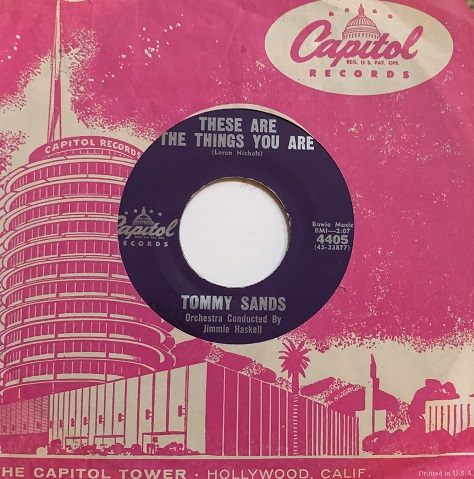 Capitol
REG. U.S. PAT. OFF.
RECORDS
CAPITOL RECORDS
THESE ARE
THE THINGS YOU ARE
(Loren Nichols)
Capitol
RECORDS
Bowie Music
BMI—2:07
4405
(45-33877)
TOMMY SANDS
Orchestra Conducted By
Jimmie Haskell
THE CAPITOL TOWER · HOLLYWOOD, CALIF.
Printed in U.S.A.